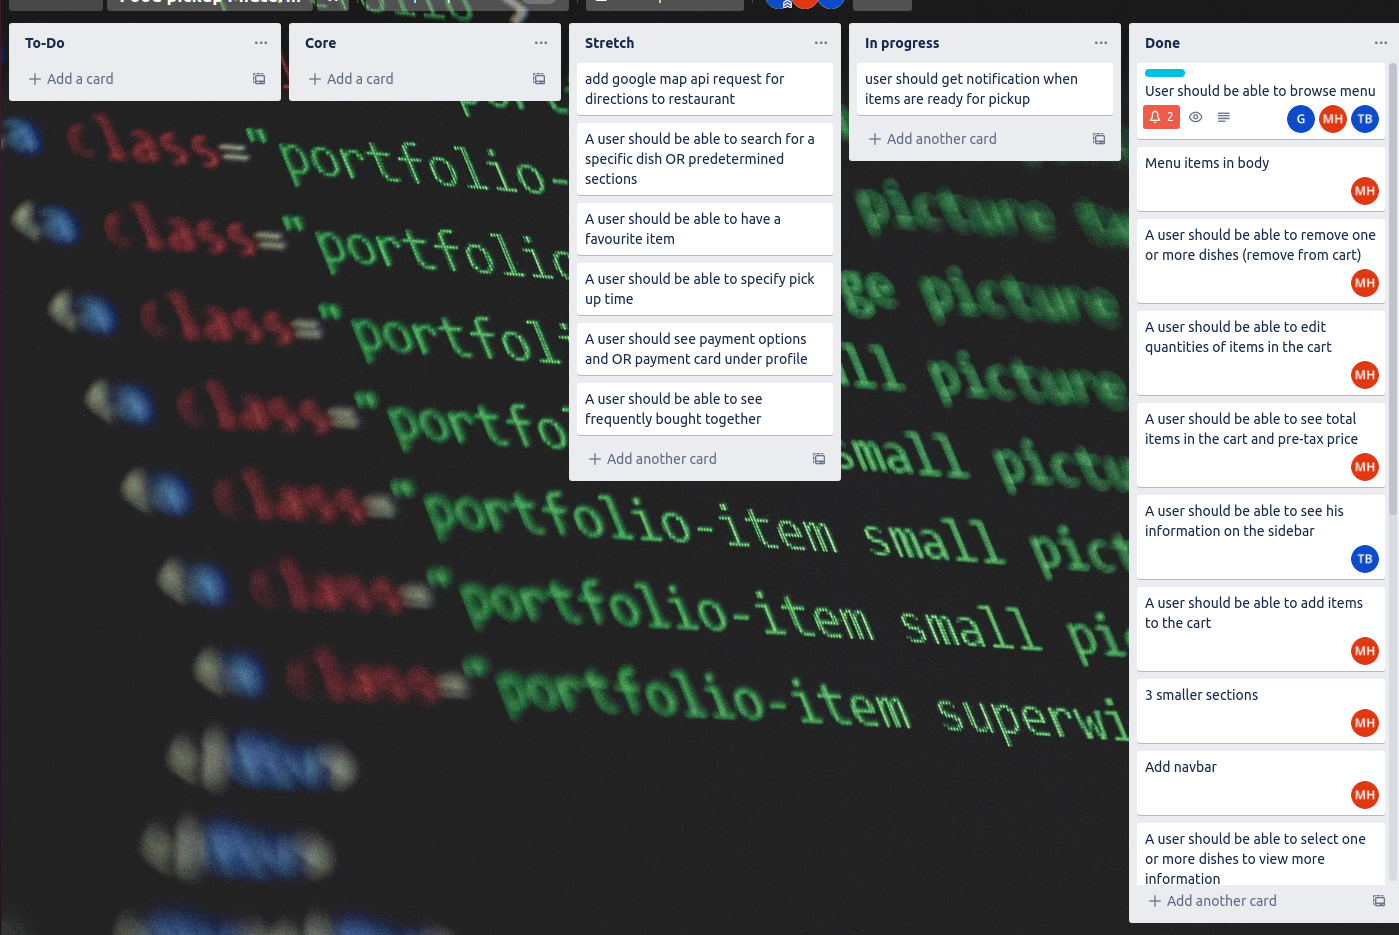 To-Do
Add a card
Core
Add a card
Stretch
add google map api request for
directions to restaurant
A user should be able to search for a
specific dish OR predetermined
sections
A user should be able to have a
favourite item
A user should be able to specify pick
up time
A user should see payment options
and OR payment card under profile
A user should be able to see
frequently bought together
Add another card
In progress
user should get notification when
items are ready for pickup
Add another card
Done
User should be able to browse menu
2
G MH TB
Menu items in body
MH
A user should be able to remove one
or more dishes (remove from cart)
MH
A user should be able to edit
quantities of items in the cart
MH
A user should be able to see total
items in the cart and pre-tax price
MH
A user should be able to see his
information on the sidebar
TB
A user should be able to add items
to the cart
MH
3 smaller sections
MH
Add navbar
MH
A user should be able to select one
or more dishes to view more
information
Add another card
class="portfolio-
class="portfolio
class="portfoli
class="portfo
class="portfolio-item small pict
class="portfolio-item small pi
class="portfolio-item superwi
picture
picture
picture
small pictu